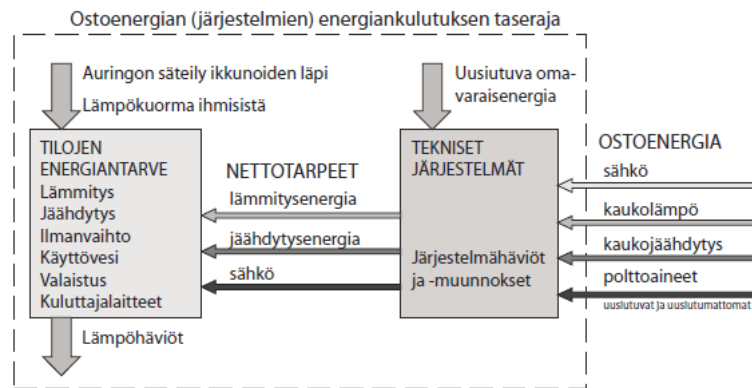 Ostoenergian (järjestelmien) energiankulutuksen taseraja
Auringon säteily ikkunoiden läpi
Lämpökuorma ihmisistä
Uusiutuva oma-
varaisenergia
TILOJEN
ENERGIANTARVE
Lämmitys
Jäähdytys
Ilmanvaihto
Käyttövesi
Valaistus
Kuluttajalaitteet
NETTOTARPEET
lämmitysenergia
jäähdytysenergia
sähkö
TEKNISET
JÄRJESTELMÄT
Järjestelmähäviöt
ja -muunnokset
OSTOENERGIA
sähkö
kaukolämpö
kaukojäähdytys
polttoaineet
uusiutuvat ja uusiutumattomat
Lämpöhäviöt